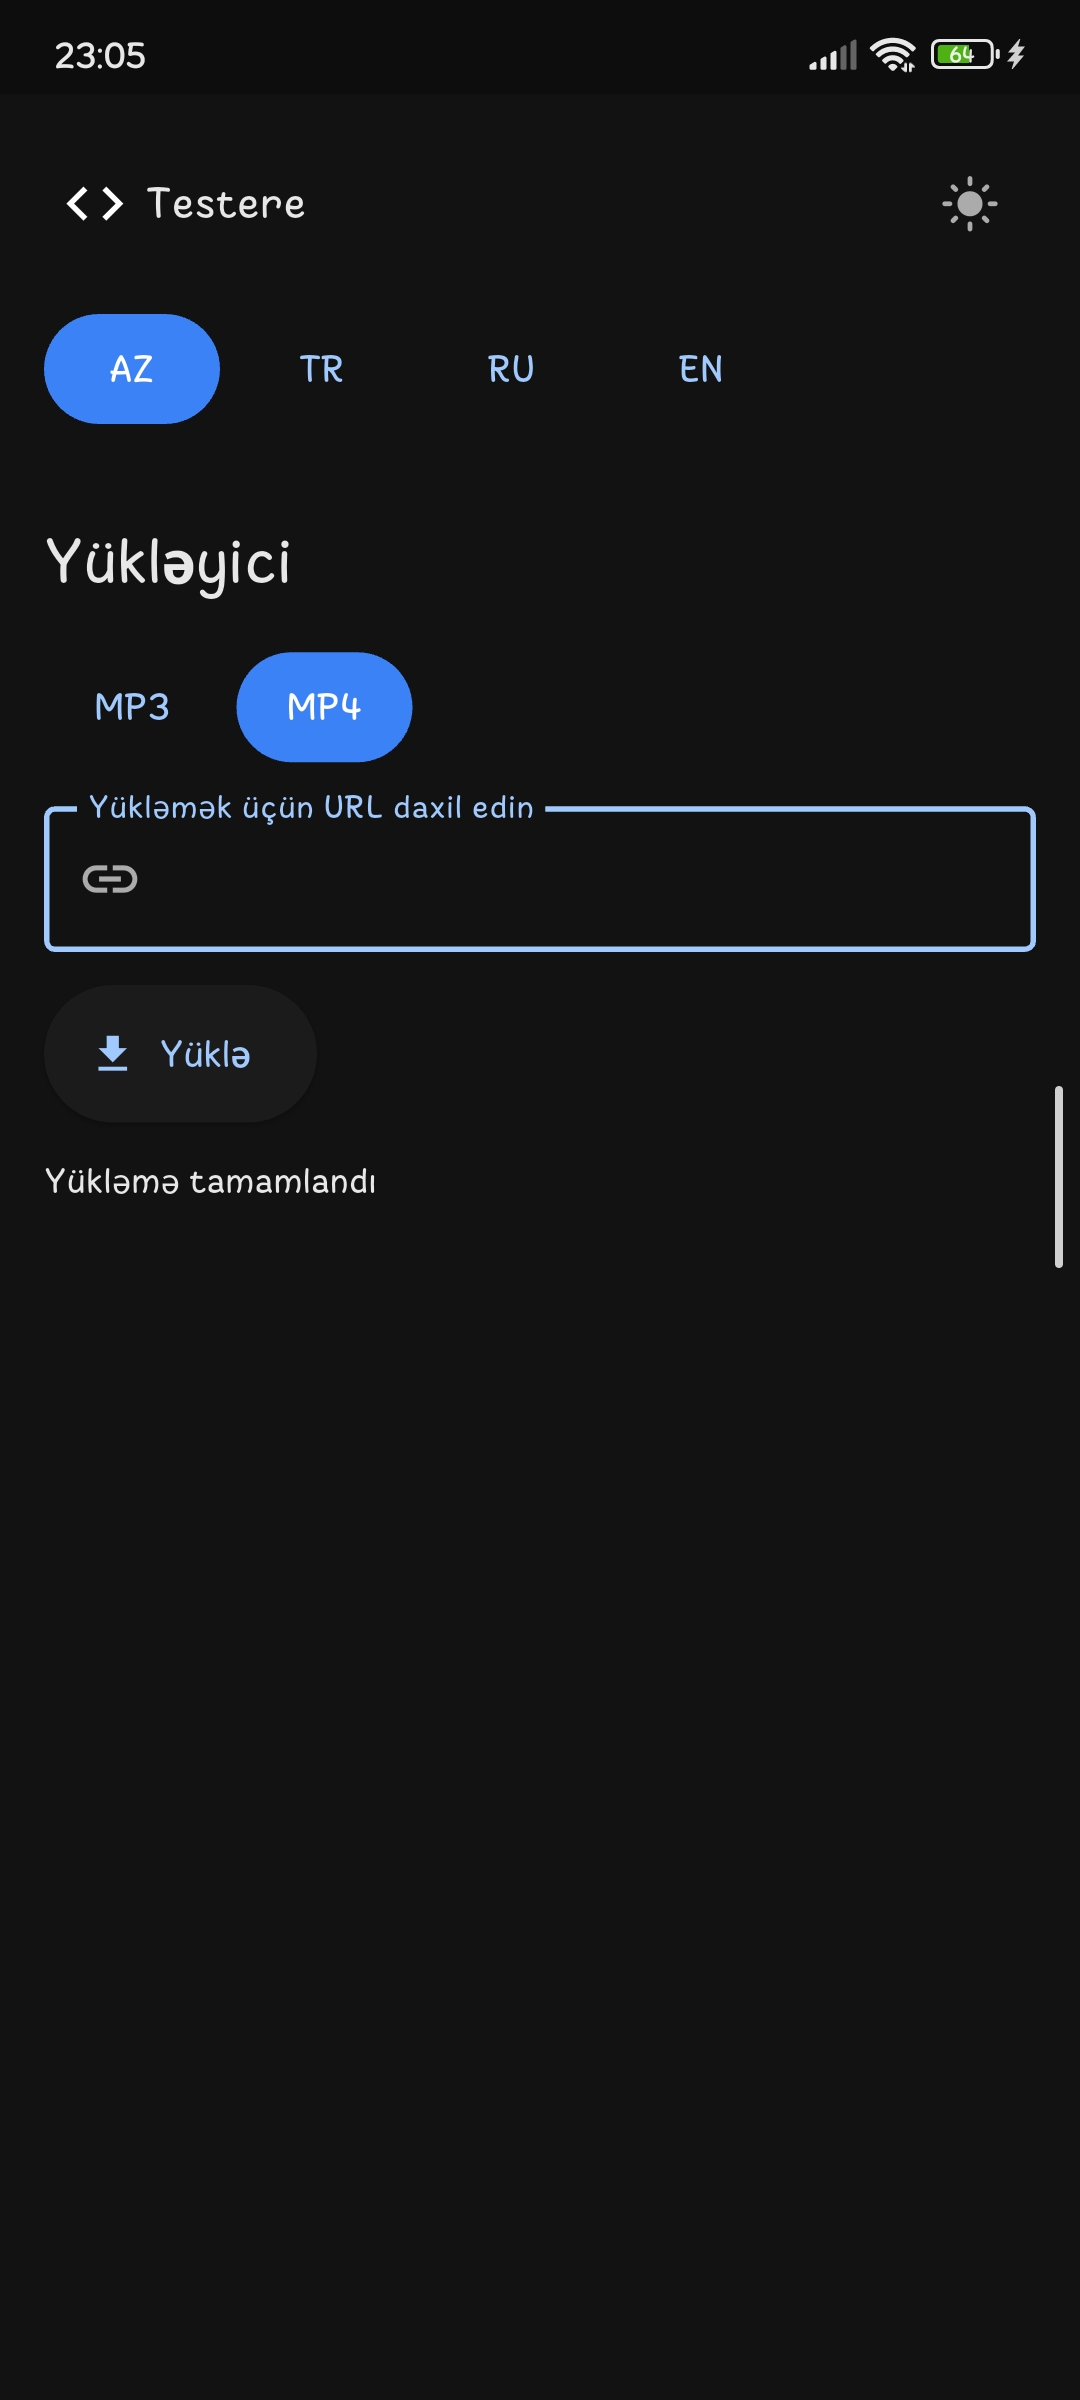 23:05
64
Testere
AZ TR RU EN
Yükləyici
MP3 MP4
Yükləmək üçün URL daxil edin
Yüklə
Yükləmə tamamlandı